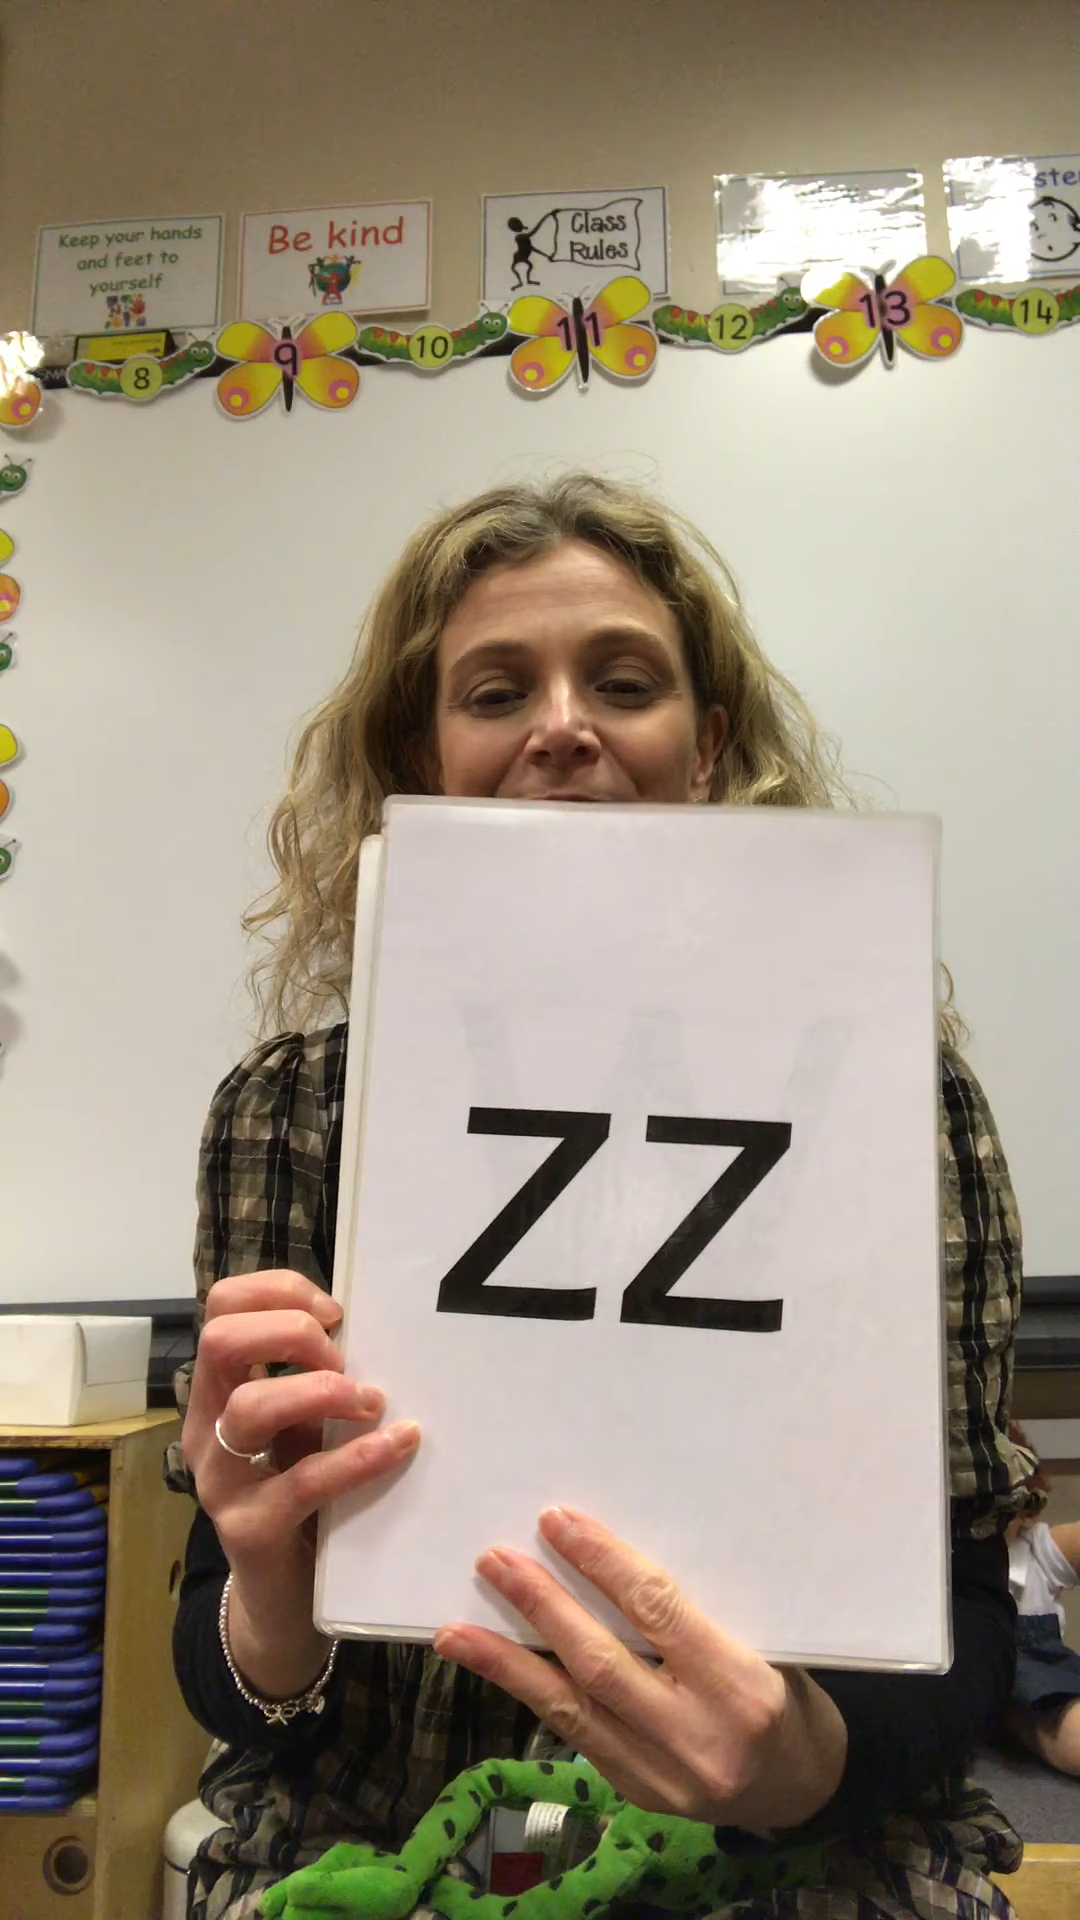 Keep your hands
and feet to
yourself
Be kind
Class
Rules
8
9
10
11
12
13
14
zz